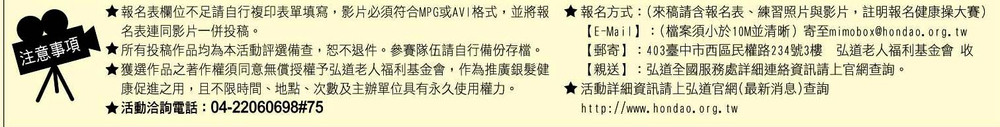 注意事項
★報名表欄位不足請自行複印表單填寫，影片必須符合MPG或AVI格式，並將報
名表連同影片一併投稿。
★所有投稿作品均為本活動評選備查，恕不退件。參賽隊伍請自行備份存檔。
★獲選作品之著作權須同意無償授權予弘道老人福利基金會，作為推廣銀髮健
康促進之用，且不限時間、地點、次數及主辦單位具有永久使用權力。
★活動洽詢電話：04-22060698#75
★報名方式：(來稿請含報名表、練習照片與影片，註明報名健康操大賽)
【E-Mail】：(檔案須小於10M並清晰) 寄至mimobox@hondao.org.tw
【郵寄】：403臺中市西區民權路234號3樓　弘道老人福利基金會 收
【親送】：弘道全國服務處詳細連絡資訊請上官網查詢。
★活動詳細資訊請上弘道官網(最新消息)查詢
http://www.hondao.org.tw